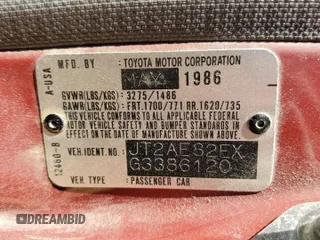 A-USA
12460-B
MFD. BY : TOYOTA MOTOR CORPORATION
MAY 1986
GVWR(LBS/KGS) : 3275/1486
GAWR(LBS/KGS) : FRT.1700/771 RR.1620/735
THIS VEHICLE CONFORMS TO ALL APPLICABLE FEDERAL
MOTOR VEHICLE SAFETY AND BUMPER STANDARDS IN
EFFECT ON THE DATE OF MANUFACTURE SHOWN ABOVE.
VEH.IDENT.NO. : JT2AE82EX
G3386129
VEH TYPE : PASSENGER CAR
DREAMBID